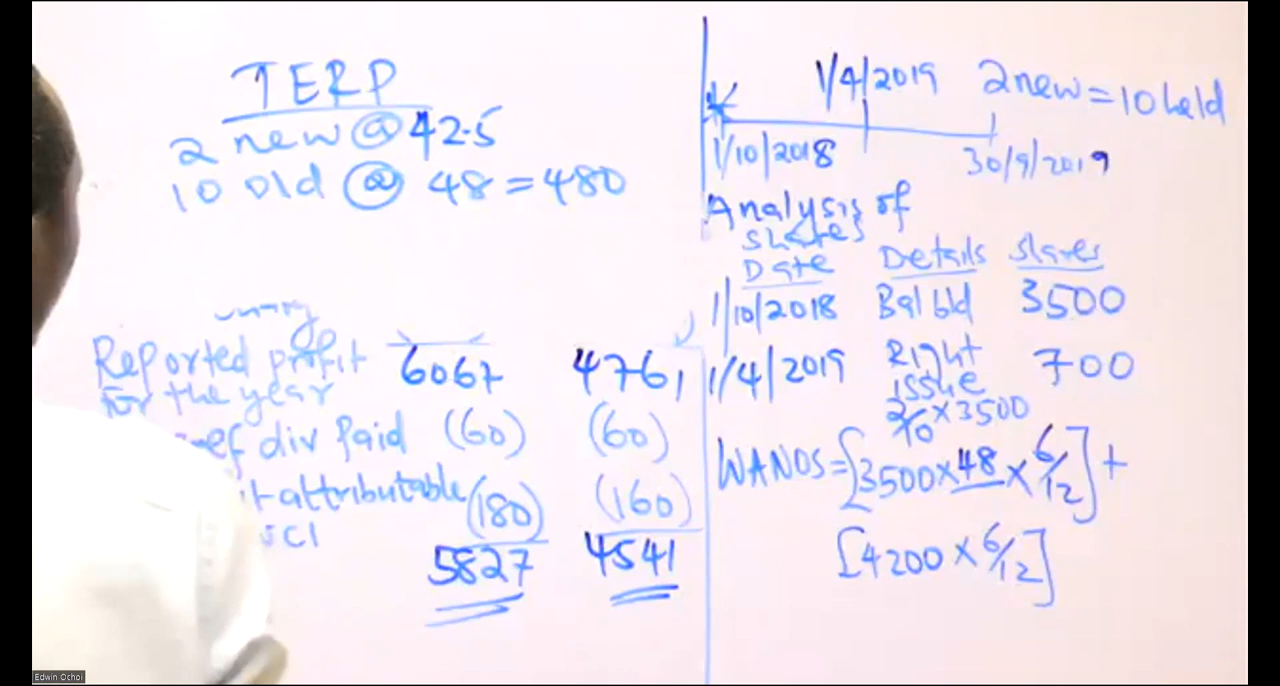 TERP
2 new @ 42.5
10 old @ 48 = 480
Reported profit 6067 4761
for the year
div paid (60) (60)
attributable (180) (160)
5827 4541
1/4/2019 2 new = 10 held
1/10/2018 30/9/2019
Analysis of
shares
Date Details Shares
1/10/2018 Bal b/d 3500
1/4/2019 Right 700
issue
2/10 × 3500
WANOS = [3500 × 48 × 6/12] +
[4200 × 6/12]
Edwin Ochoi